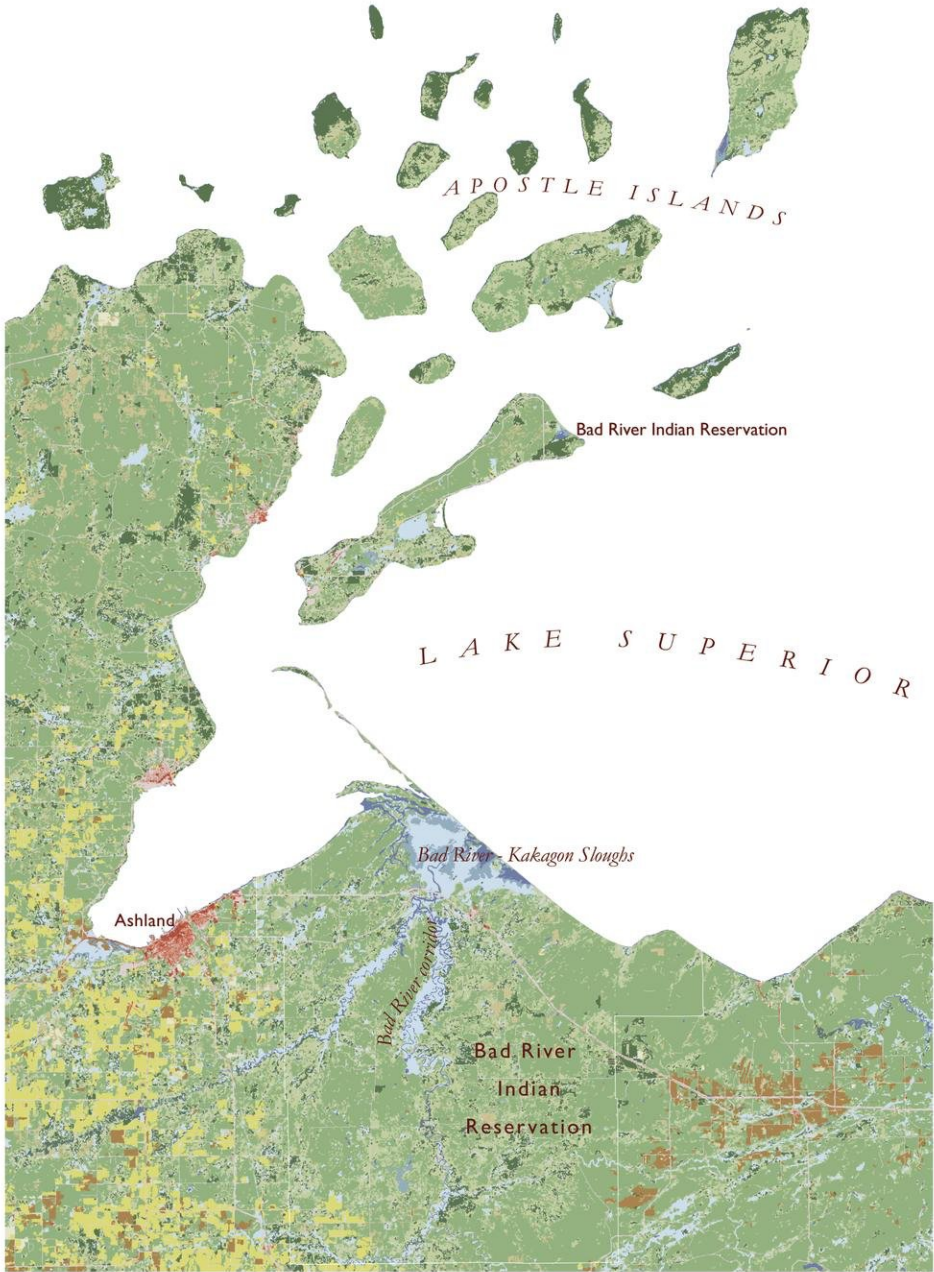 APOSTLE ISLANDS
Bad River Indian Reservation
LAKE SUPERIOR
Bad River - Kakagon Sloughs
Ashland
Bad River corridor
Bad River
Indian
Reservation